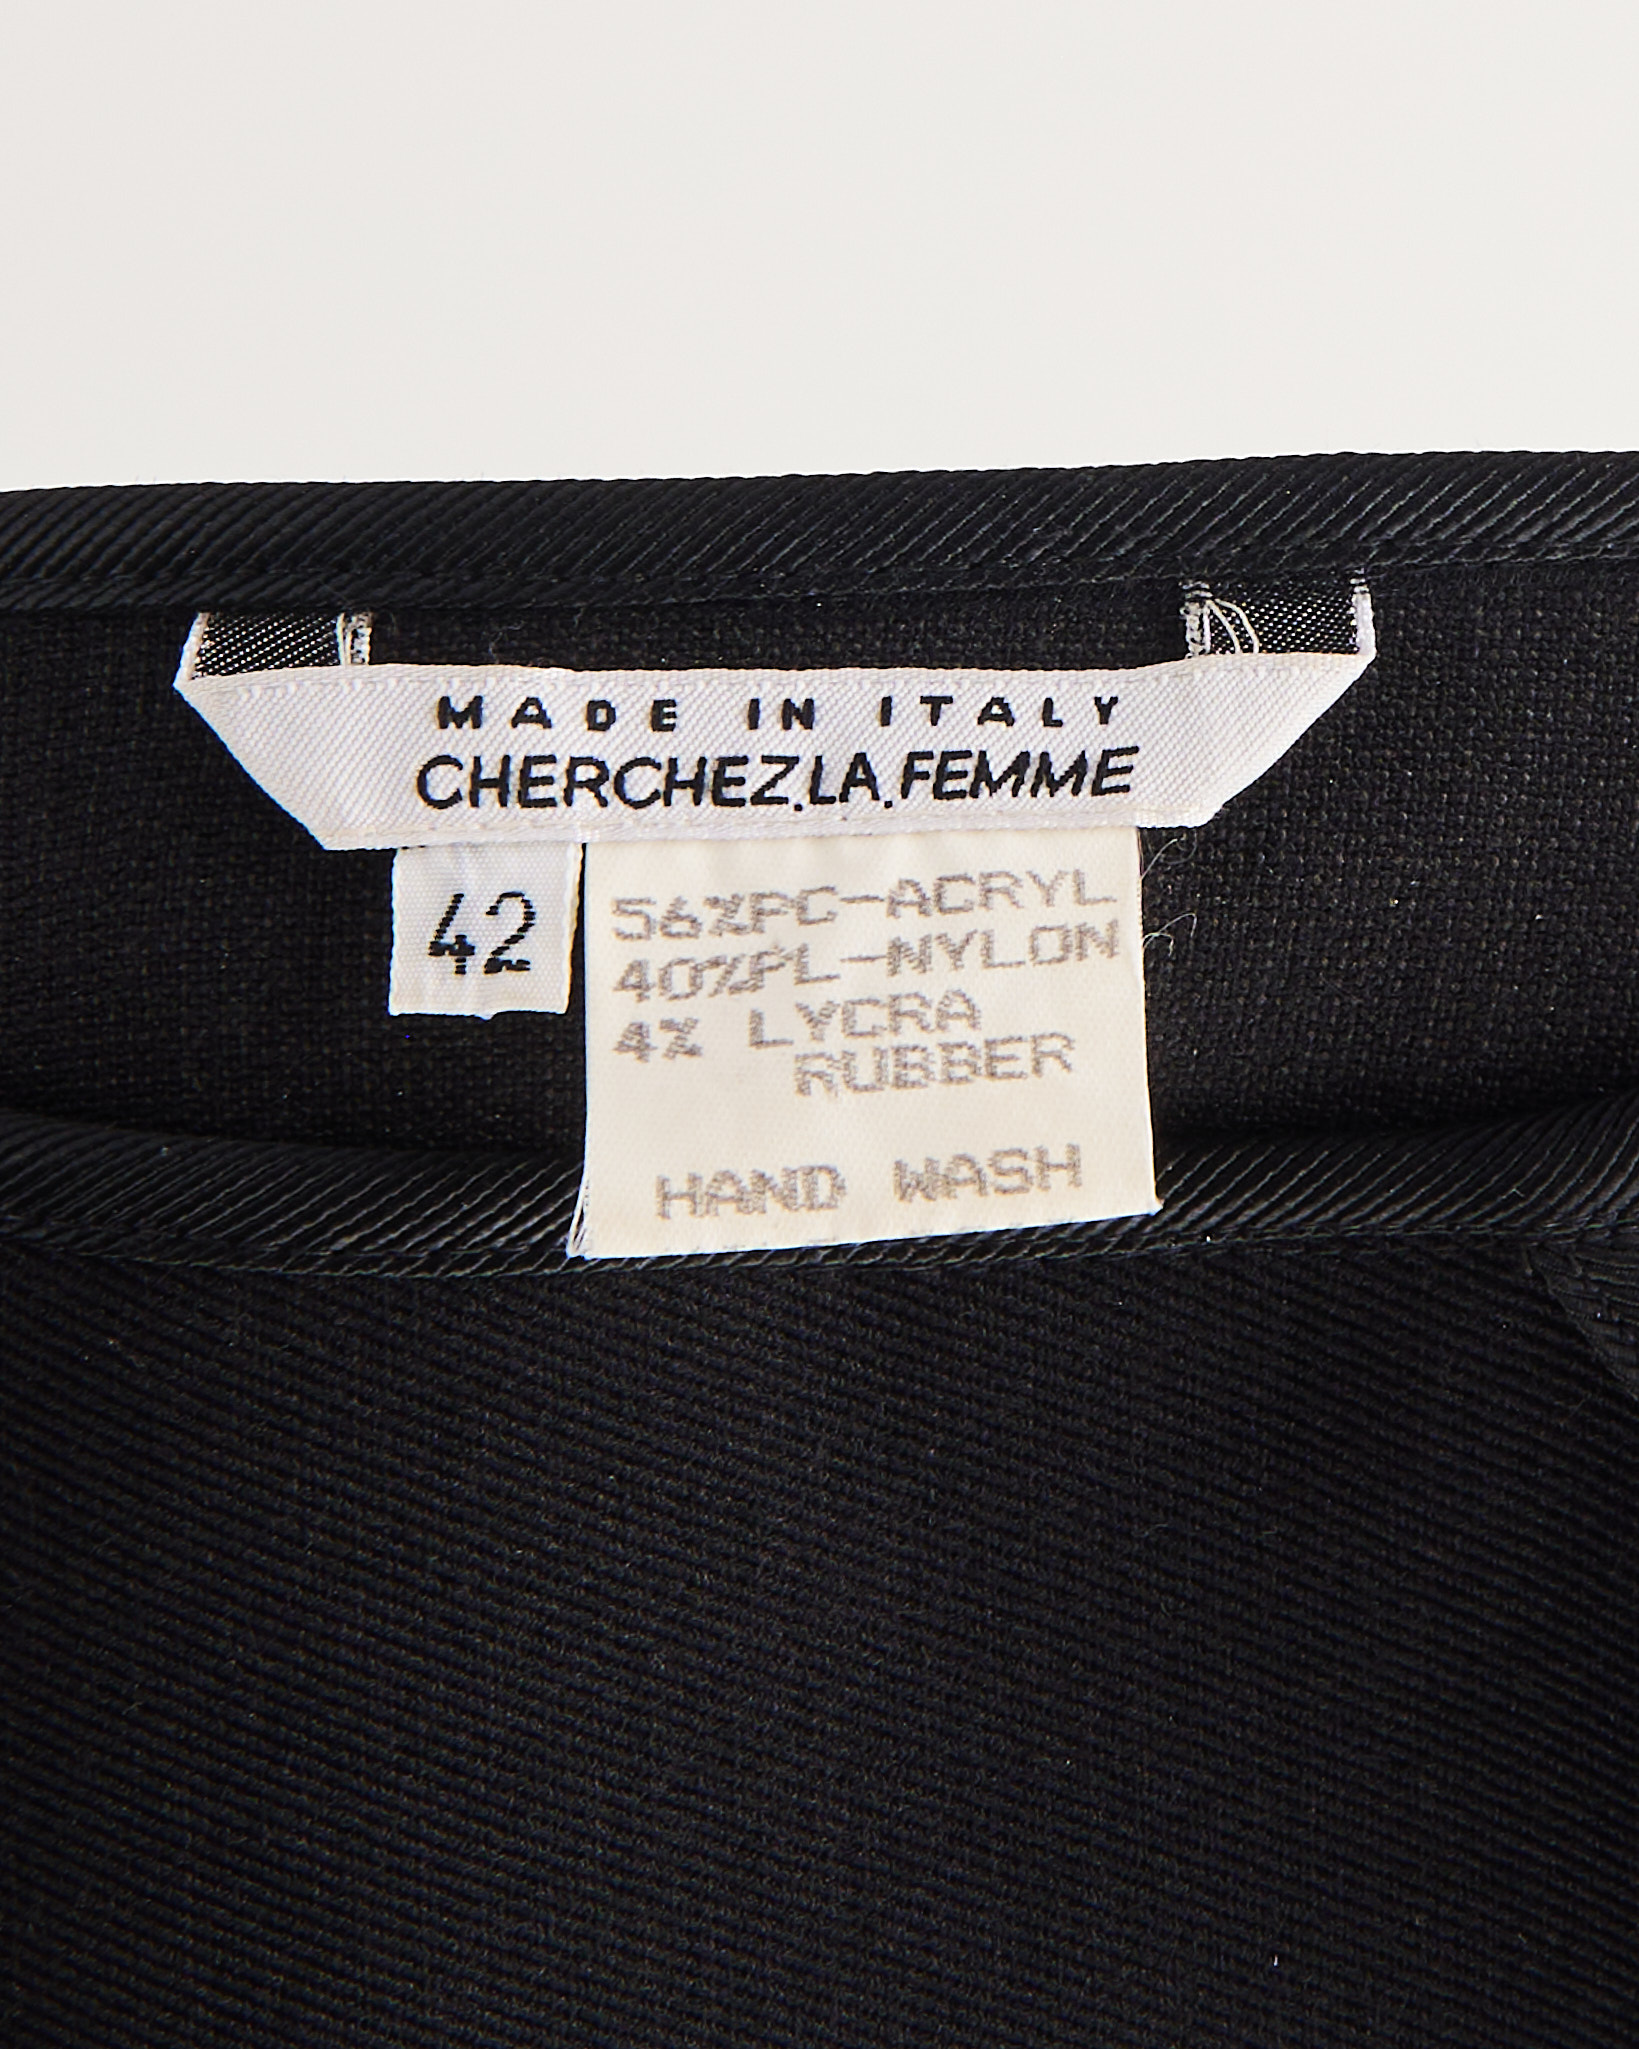 MADE IN ITALY
CHERCHEZ.LA.FEMME
42
56%PC-ACRYL
40%PL-NYLON
4% LYCRA
RUBBER
HAND WASH